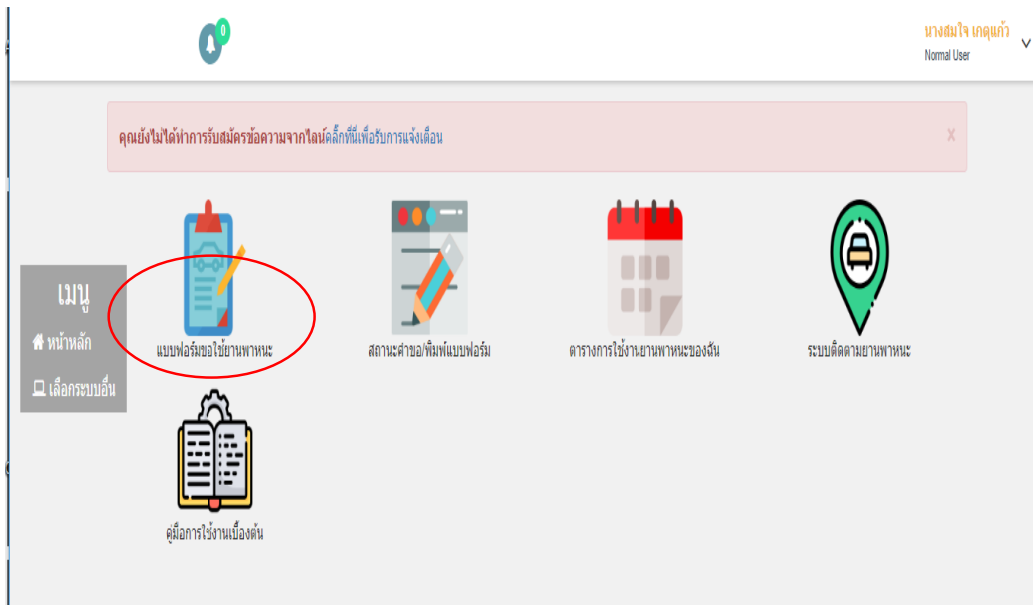 0
นางสมใจ เกตุแก้ว
Normal User
คุณยังไม่ได้ทำการรับสมัครข้อความจากไลน์คลิ๊กที่นี่เพื่อรับการแจ้งเตือน
X
เมนู
หน้าหลัก
เลือกระบบอื่น
แบบฟอร์มขอใช้ยานพาหนะ
สถานะคำขอ/พิมพ์แบบฟอร์ม
ตารางการใช้งานยานพาหนะของฉัน
ระบบติดตามยานพาหนะ
คู่มือการใช้งานเบื้องต้น